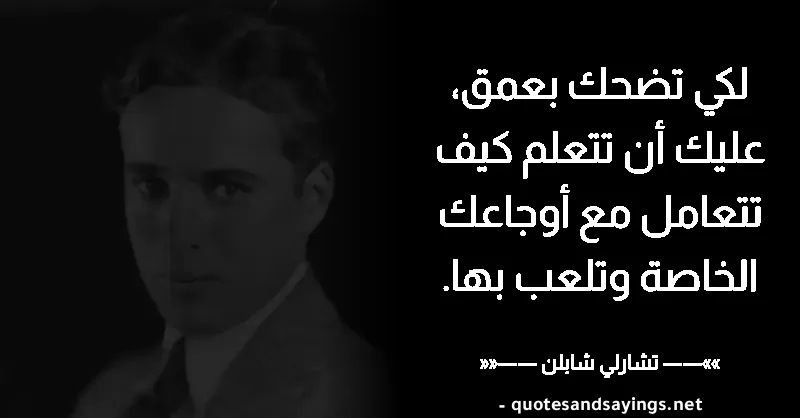 لكي تضحك بعمق،
عليك أن تتعلم كيف
تتعامل مع أوجاعك
الخاصة وتلعب بها.
»»—— تشارلي شابلن ——««
- quotesandsayings.net